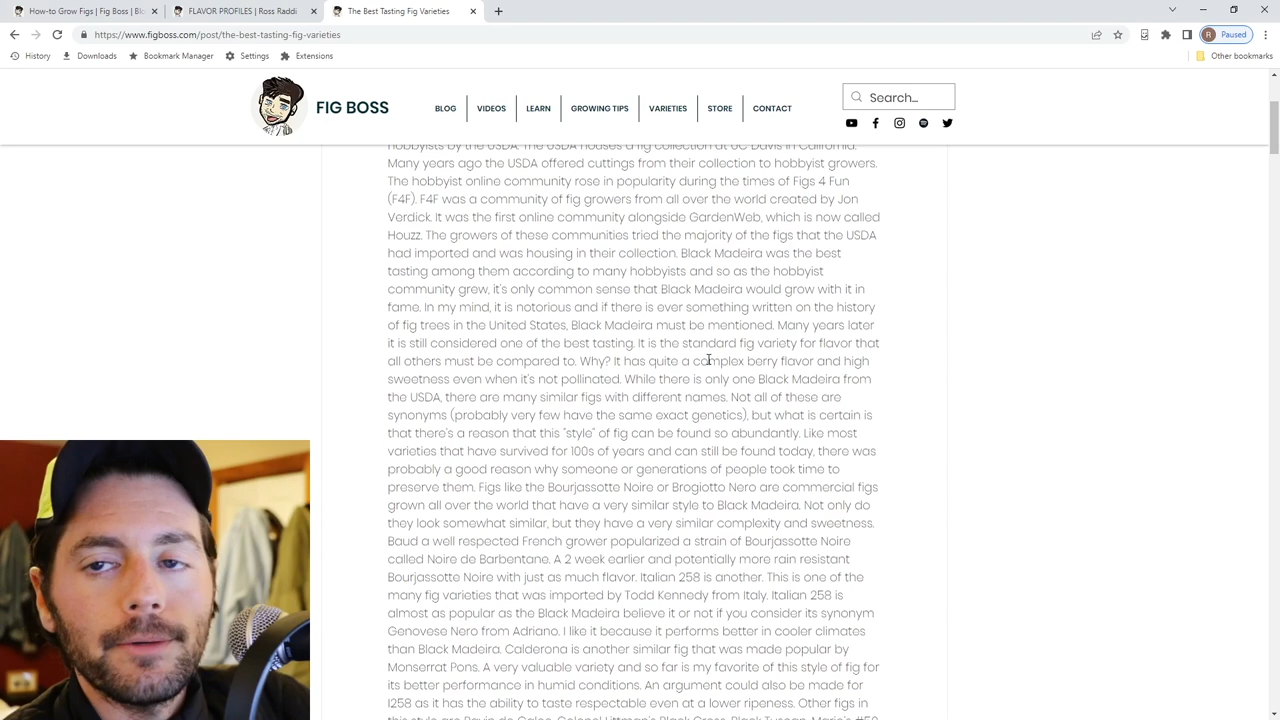 How-to Grow Figs | Fig Boss | Blo
FLAVOR PROFILES | Ross Raddi
The Best Tasting Fig Varieties
https://www.figboss.com/post/the-best-tasting-fig-varieties
R Paused
History Downloads Bookmark Manager Settings Extensions Other bookmarks
FIG BOSS
BLOG VIDEOS LEARN GROWING TIPS VARIETIES STORE CONTACT
Search...
hobbyists by the USDA. The USDA houses a fig collection at UC Davis in California.
Many years ago the USDA offered cuttings from their collection to hobbyist growers.
The hobbyist online community rose in popularity during the times of Figs 4 Fun
(F4F). F4F was a community of fig growers from all over the world created by Jon
Verdick. It was the first online community alongside GardenWeb, which is now called
Houzz. The growers of these communities tried the majority of the figs that the USDA
had imported and was housing in their collection. Black Madeira was the best
tasting among them according to many hobbyists and so as the hobbyist
community grew, it's only common sense that Black Madeira would grow with it in
fame. In my mind, it is notorious and if there is ever something written on the history
of fig trees in the United States, Black Madeira must be mentioned. Many years later
it is still considered one of the best tasting. It is the standard fig variety for flavor that
all others must be compared to. Why? It has quite a complex berry flavor and high
sweetness even when it's not pollinated. While there is only one Black Madeira from
the USDA, there are many similar figs with different names. Not all of these are
synonyms (probably very few have the same exact genetics), but what is certain is
that there's a reason that this "style" of fig can be found so abundantly. Like most
varieties that have survived for 100s of years and can still be found today, there was
probably a good reason why someone or generations of people took time to
preserve them. Figs like the Bourjassotte Noire or Brogiotto Nero are commercial figs
grown all over the world that have a very similar style to Black Madeira. Not only do
they look somewhat similar, but they have a very similar complexity and sweetness.
Baud a well respected French grower popularized a strain of Bourjassotte Noire
called Noire de Barbentane. A 2 week earlier and potentially more rain resistant
Bourjassotte Noire with just as much flavor. Italian 258 is another. This is one of the
many fig varieties that was imported by Todd Kennedy from Italy. Italian 258 is
almost as popular as the Black Madeira believe it or not if you consider its synonym
Genovese Nero from Adriano. I like it because it performs better in cooler climates
than Black Madeira. Calderona is another similar fig that was made popular by
Monserrat Pons. A very valuable variety and so far is my favorite of this style of fig for
its better performance in humid conditions. An argument could also be made for
I258 as it has the ability to taste respectable even at a lower ripeness. Other figs in